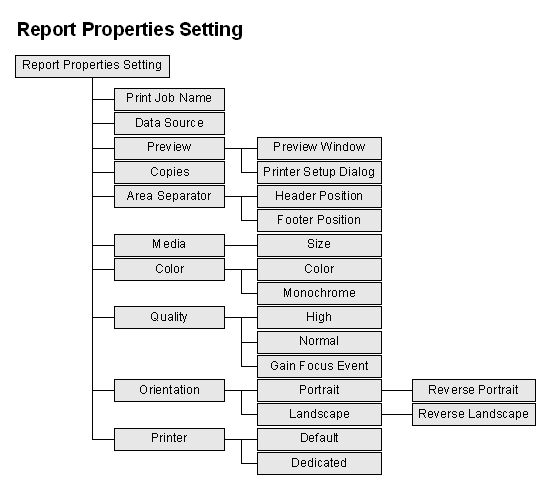 Report Properties Setting
Report Properties Setting
Print Job Name
Data Source
Preview
Preview Window
Copies
Printer Setup Dialog
Area Separator
Header Position
Footer Position
Media
Size
Color
Color
Monochrome
Quality
High
Normal
Gain Focus Event
Orientation
Portrait
Reverse Portrait
Landscape
Reverse Landscape
Printer
Default
Dedicated